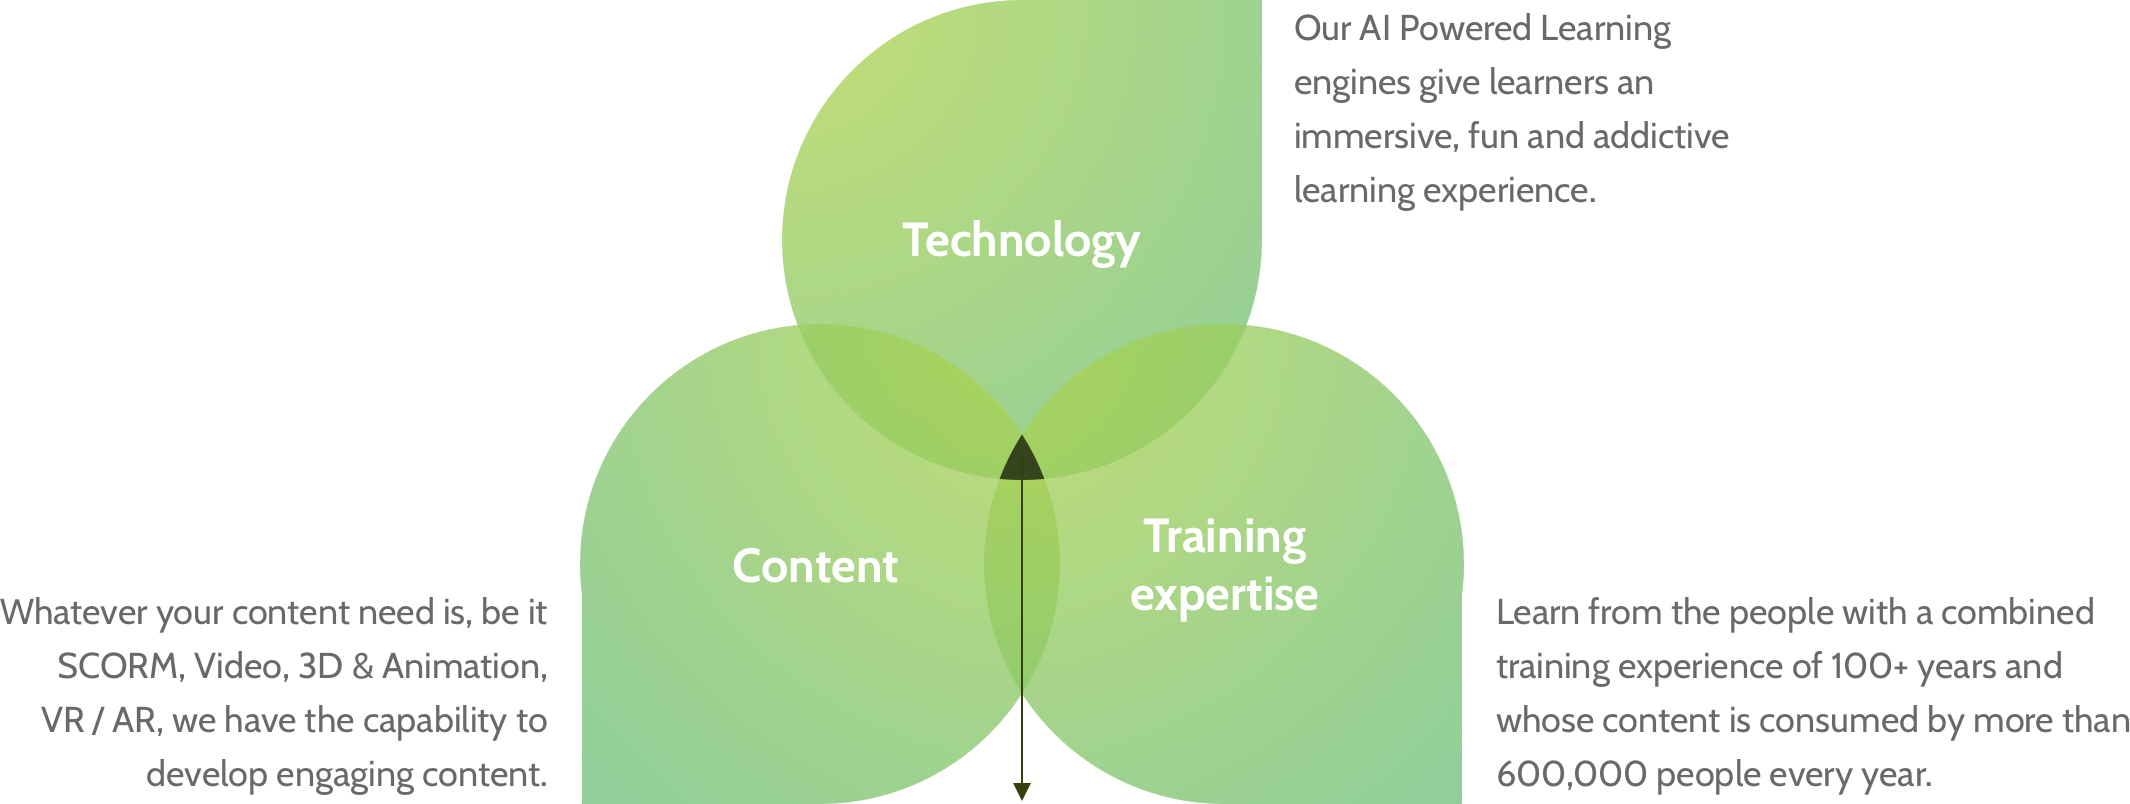 Our AI Powered Learning
engines give learners an
immersive, fun and addictive
learning experience.
Technology
Content
Training
expertise
Whatever your content need is, be it
SCORM, Video, 3D & Animation,
VR / AR, we have the capability to
develop engaging content.
Learn from the people with a combined
training experience of 100+ years and
whose content is consumed by more than
600,000 people every year.